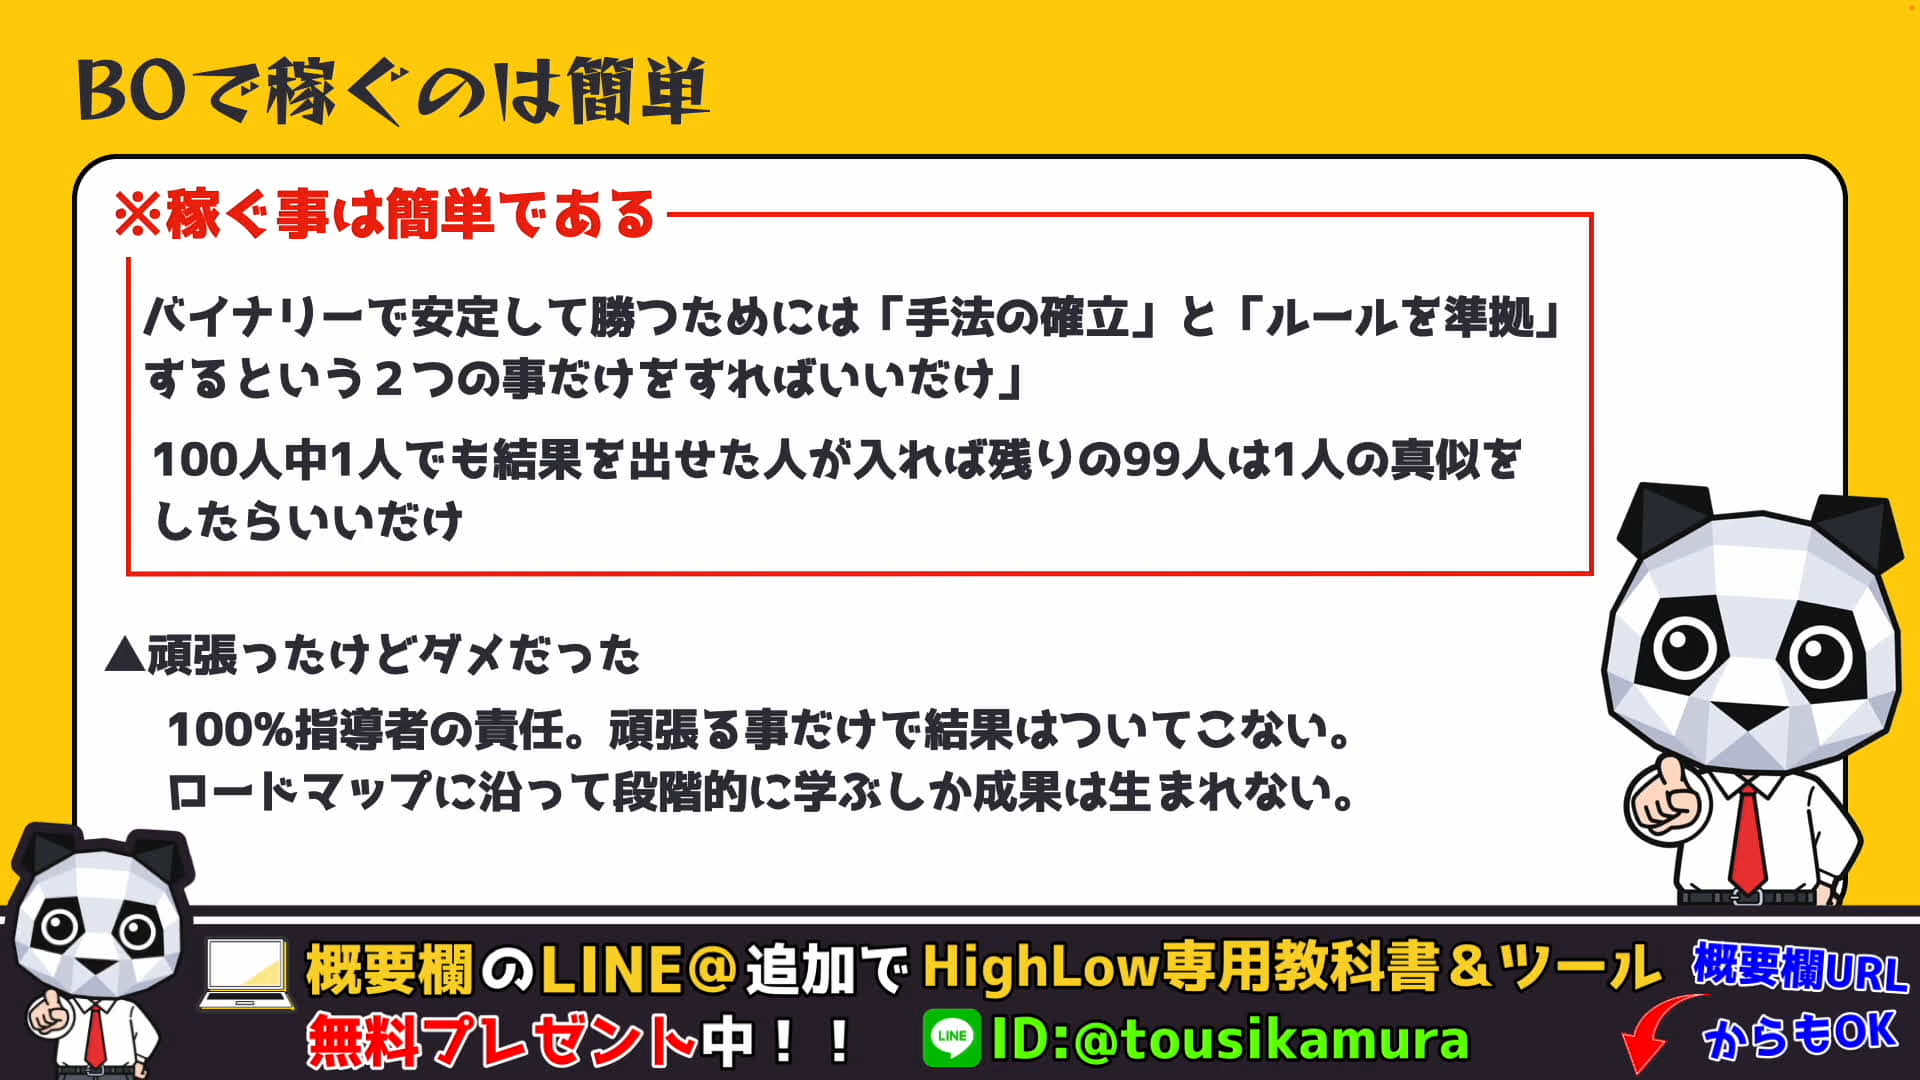 BOで稼ぐのは簡単
※稼ぐ事は簡単である
バイナリーで安定して勝つためには「手法の確立」と「ルールを準拠」
するという２つの事だけをすればいいだけ」
100人中1人でも結果を出せた人が入れば残りの99人は1人の真似を
したらいいだけ
▲頑張ったけどダメだった
100%指導者の責任。頑張る事だけで結果はついてこない。
ロードマップに沿って段階的に学ぶしか成果は生まれない。
概要欄のLINE@追加でHighLow専用教科書＆ツール
無料プレゼント中！！
LINE ID:@tousikamura
概要欄URL
からもOK